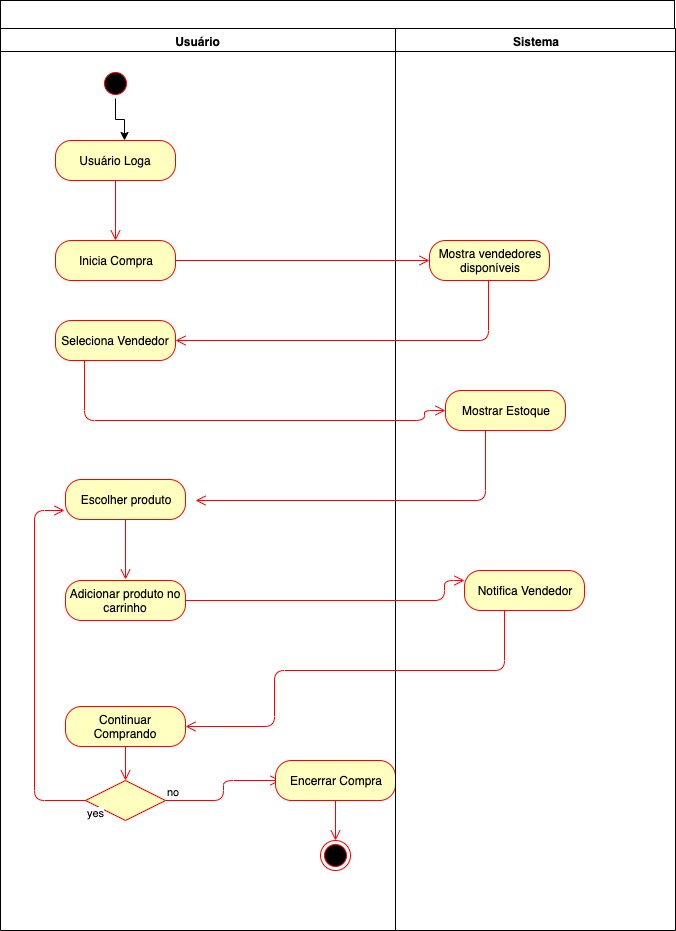 Usuário
Sistema
Usuário Loga
Inicia Compra
Mostra vendedores
disponíveis
Seleciona Vendedor
Mostrar Estoque
Escolher produto
Adicionar produto no
carrinho
Notifica Vendedor
Continuar
Comprando
Encerrar Compra
no
yes